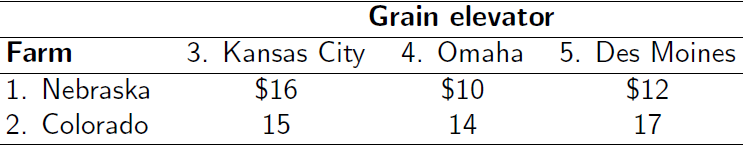 Grain elevator
Farm 3. Kansas City 4. Omaha 5. Des Moines
1. Nebraska $16 $10 $12
2. Colorado 15 14 17